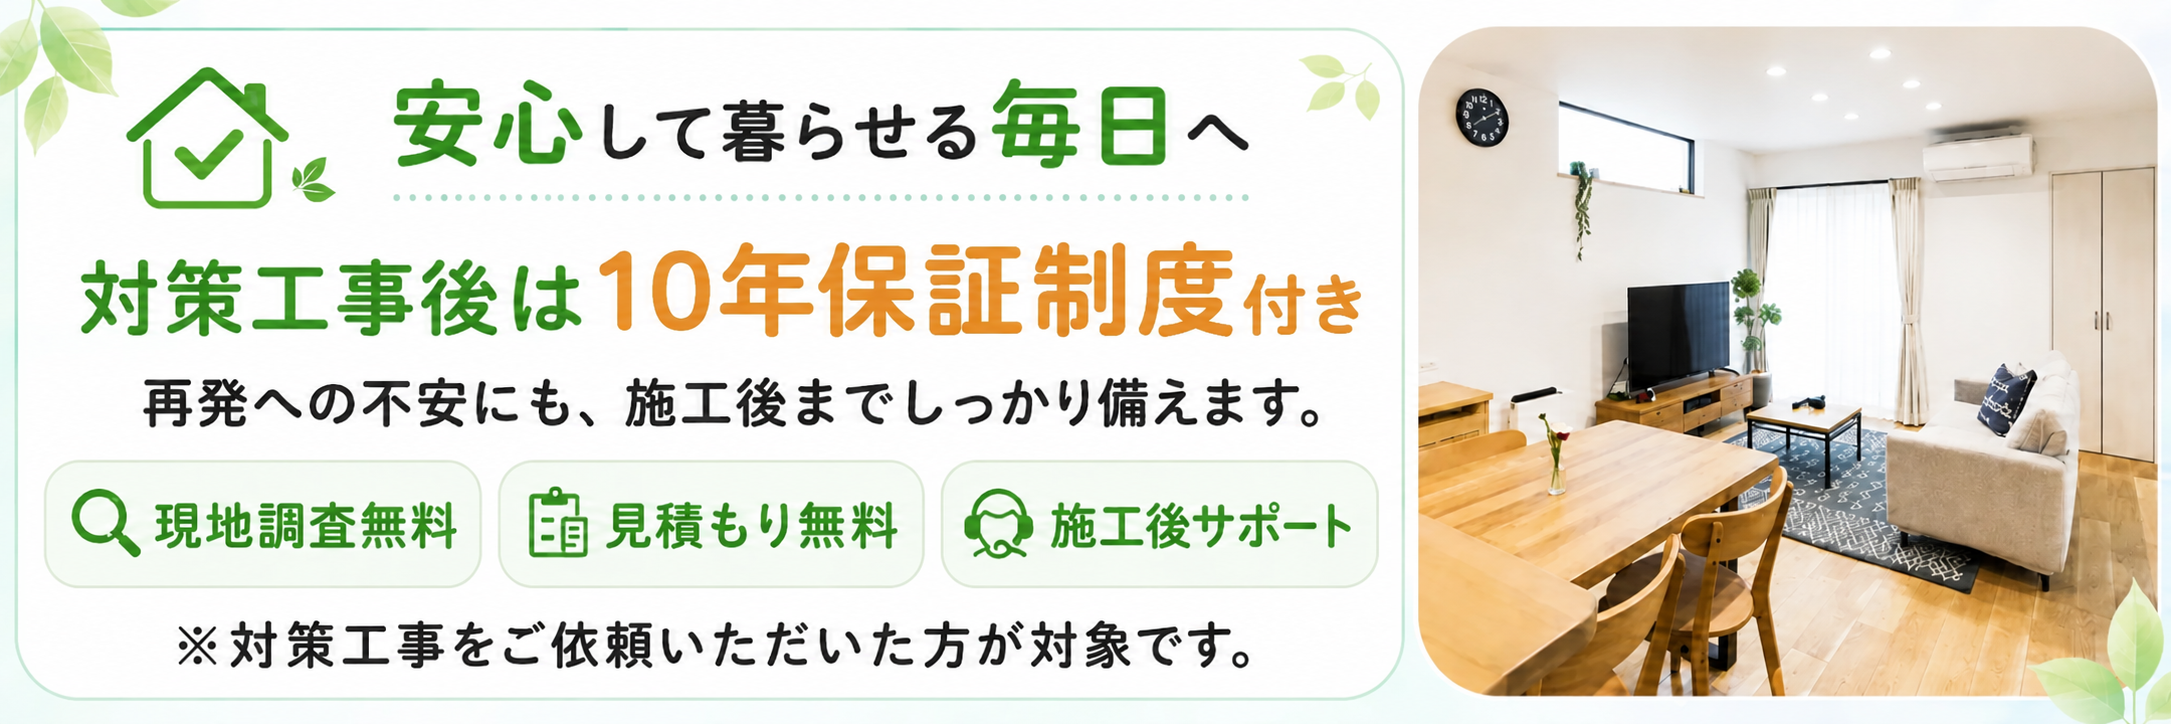 安心して暮らせる毎日へ
対策工事後は10年保証制度付き
再発への不安にも、施工後までしっかり備えます。
現地調査無料
見積もり無料
施工後サポート
※対策工事をご依頼いただいた方が対象です。